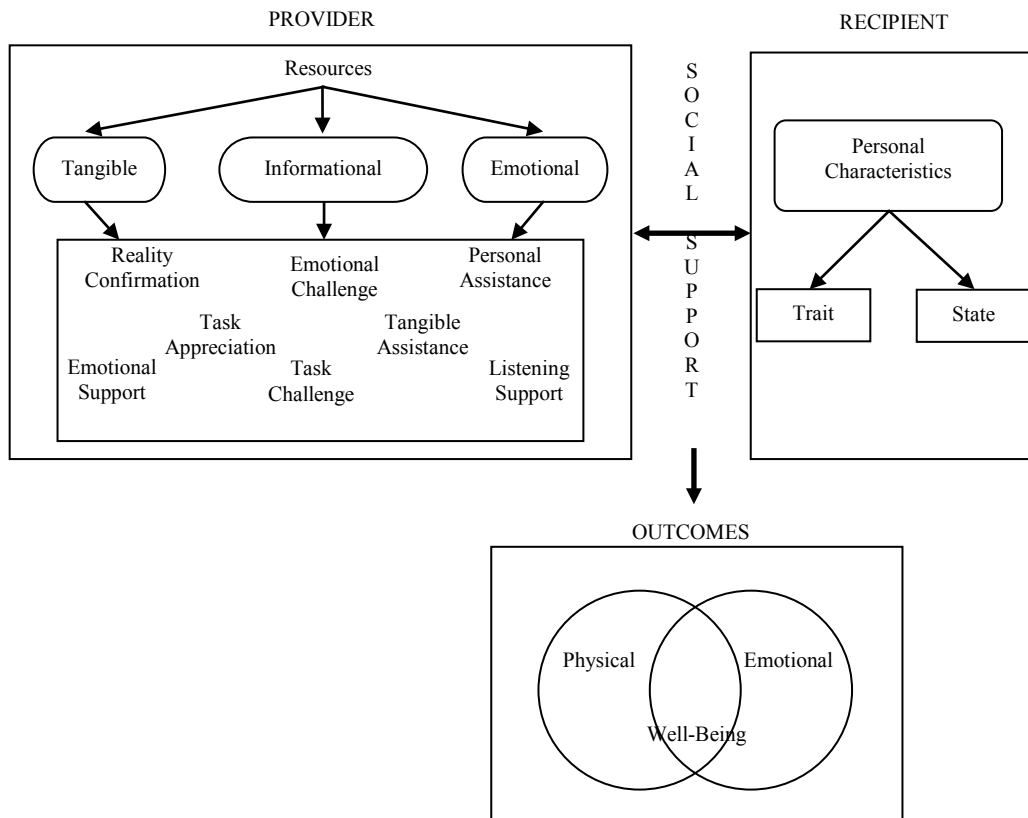 PROVIDER
Resources
Tangible
Informational
Emotional
Reality
Confirmation
Emotional
Challenge
Personal
Assistance
Task
Appreciation
Tangible
Assistance
Emotional
Support
Task
Challenge
Listening
Support
S
O
C
I
A
L
S
U
P
P
O
R
T
RECIPIENT
Personal
Characteristics
Trait
State
OUTCOMES
Physical
Emotional
Well-Being